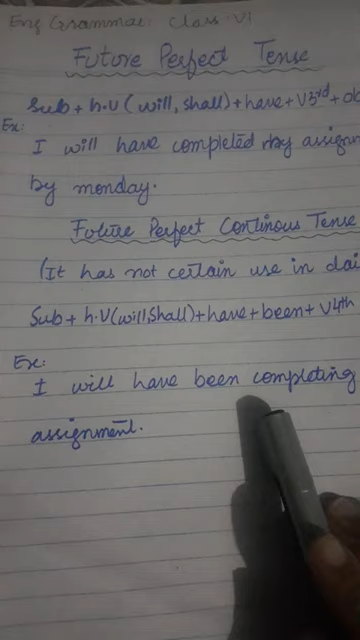 Eng Grammar: Class: VI
Future Perfect Tense
Sub + h.v ( will, shall) + have + V3rd + ob
Ex:
I will have completed my assignm
by monday.
Future Perfect Continous Tense
(It has not certain use in dai
Sub + h.v (will, Shall) + have + been + V4th
Ex:
I will have been completing
assignment.